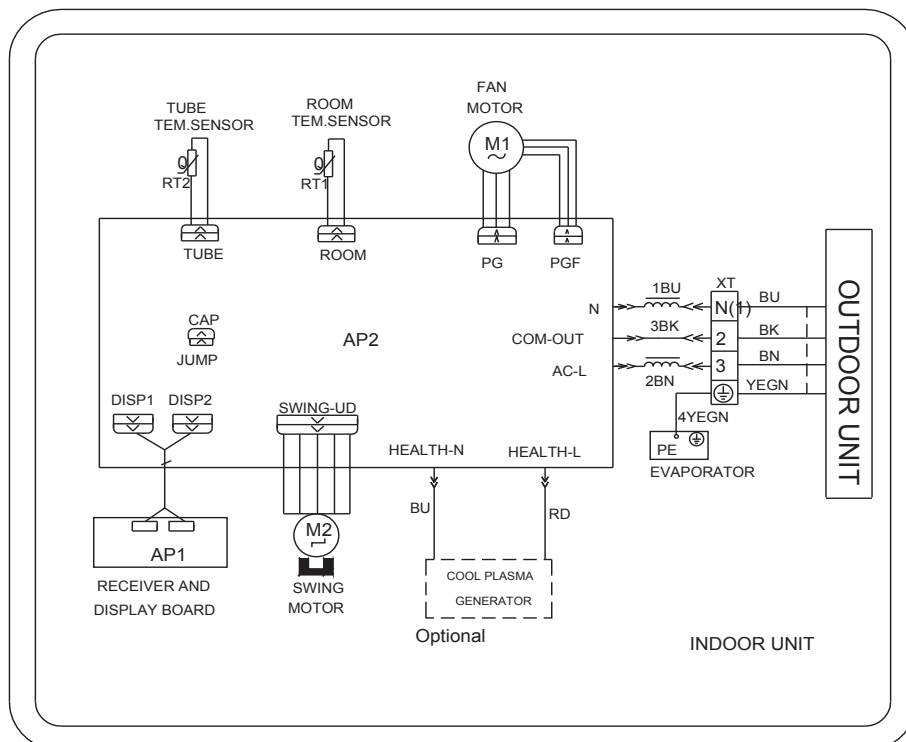 TUBE
TEM.SENSOR
ROOM
TEM.SENSOR
FAN
MOTOR
M1
RT2
RT1
TUBE
ROOM
PG
PGF
N
1BU
XT
N(1)
BU
COM-OUT
3BK
2
BK
AC-L
2BN
3
BN
YEGN
4YEGN
PE
EVAPORATOR
OUTDOOR UNIT
CAP
JUMP
AP2
DISP1
DISP2
SWING-UD
HEALTH-N
HEALTH-L
BU
RD
M2
SWING
MOTOR
AP1
RECEIVER AND
DISPLAY BOARD
COOL PLASMA
GENERATOR
Optional
INDOOR UNIT